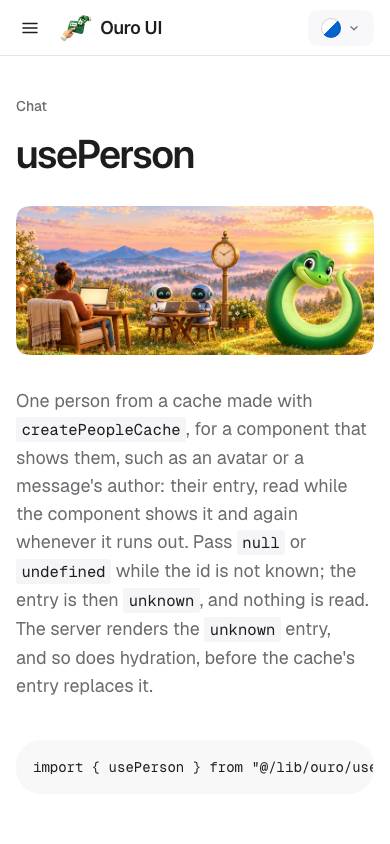 Ouro UI
Chat
usePerson
One person from a cache made with
createPeopleCache, for a component that
shows them, such as an avatar or a
message's author: their entry, read while
the component shows it and again
whenever it runs out. Pass null or
undefined while the id is not known; the
entry is then unknown, and nothing is read.
The server renders the unknown entry,
and so does hydration, before the cache's
entry replaces it.
import { usePerson } from "@/lib/ouro/use